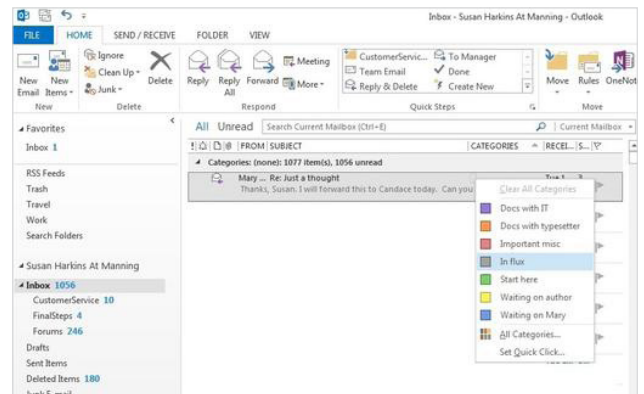 Inbox - Susan Harkins At Manning - Outlook
FILE HOME SEND / RECEIVE FOLDER VIEW
New Email
New Items
Ignore
Clean Up
Junk
Delete
Reply
Reply All
Forward
Meeting
More
CustomerServic...
Team Email
Reply & Delete
To Manager
Done
Create New
Move
Rules
OneNot
New Delete Respond Quick Steps Move
Favorites
Inbox 1
RSS Feeds
Trash
Travel
Work
Search Folders
Susan Harkins At Manning
Inbox 1056
CustomerService 10
FinalSteps 4
Forums 246
Drafts
Sent Items
Deleted Items 180
Junk E-mail
All Unread Search Current Mailbox (Ctrl+E) Current Mailbox
FROM SUBJECT CATEGORIES RECEI... S...
Categories: (none): 1077 item(s), 1056 unread
Mary ... Re: Just a thought
Thanks, Susan. I will forward this to Candace today. Can you
Clear All Categories
Docs with IT
Docs with typesetter
Important misc
In flux
Start here
Waiting on author
Waiting on Mary
All Categories...
Set Quick Click...